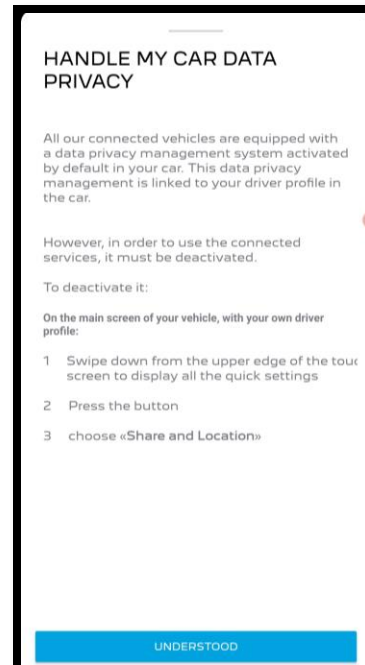 HANDLE MY CAR DATA
PRIVACY
All our connected vehicles are equipped with
a data privacy management system activated
by default in your car. This data privacy
management is linked to your driver profile in
the car.
However, in order to use the connected
services, it must be deactivated.
To deactivate it:
On the main screen of your vehicle, with your own driver
profile:
1 Swipe down from the upper edge of the touc
screen to display all the quick settings
2 Press the button
3 choose «Share and Location»
UNDERSTOOD